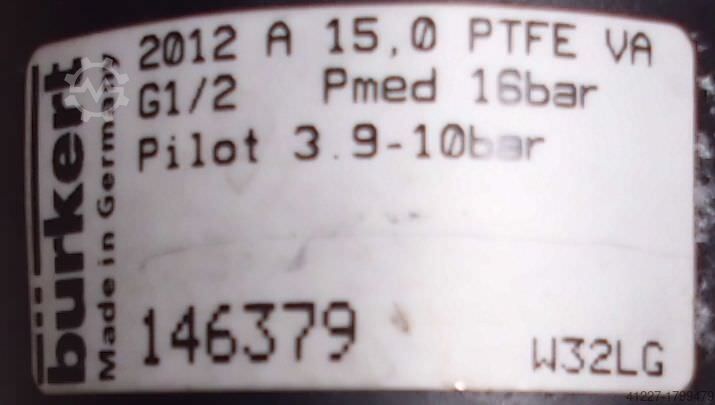 2012 A 15,0 PTFE VA
G1/2 Pmed 16bar
Pilot 3.9-10bar
146379
W32LG
bürkert
Made in Germany
41227-1799479